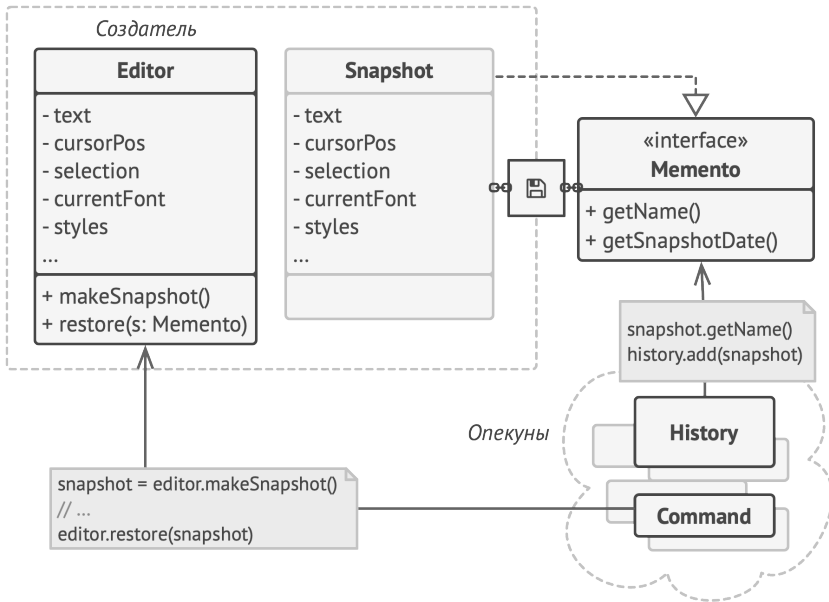 Создатель
Editor
- text
- cursorPos
- selection
- currentFont
- styles
...
+ makeSnapshot()
+ restore(s: Memento)
Snapshot
- text
- cursorPos
- selection
- currentFont
- styles
...
«interface»
Memento
+ getName()
+ getSnapshotDate()
snapshot.getName()
history.add(snapshot)
Опекуны
History
Command
snapshot = editor.makeSnapshot()
// ...
editor.restore(snapshot)